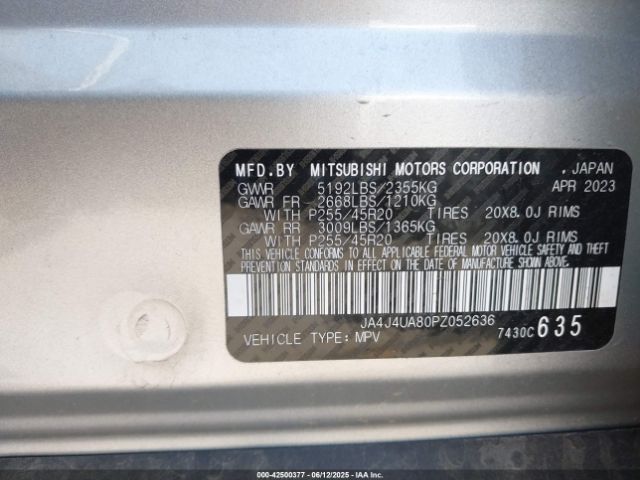 MFD.BY MITSUBISHI MOTORS CORPORATION . JAPAN
GVWR 5192LBS/2355KG APR 2023
GAWR FR 2668LBS/1210KG
WITH P255/45R20 TIRES 20X8.0J RIMS
GAWR RR 3009LBS/1365KG
WITH P255/45R20 TIRES 20X8.0J RIMS
THIS VEHICLE CONFORMS TO ALL APPLICABLE FEDERAL MOTOR VEHICLE SAFETY AND THEFT
PREVENTION STANDARDS IN EFFECT ON THE DATE OF MANUFACTURE SHOWN ABOVE.
JA4J4UA80PZ052636
VEHICLE TYPE:MPV 7430C 635
000-42500377 - 06/12/2025 - IAAI.COM